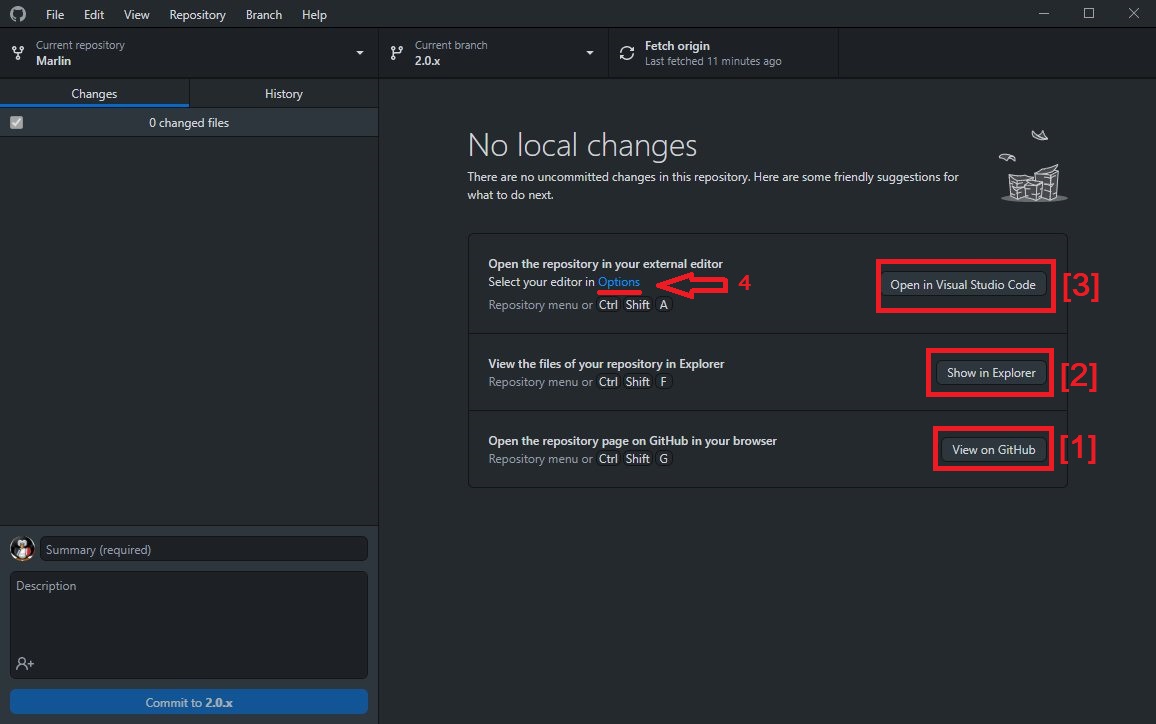 File Edit View Repository Branch Help
Current repository
Marlin
Current branch
2.0.x
Fetch origin
Last fetched 11 minutes ago
Changes
History
0 changed files
No local changes
There are no uncommitted changes in this repository. Here are some friendly suggestions for
what to do next.
Open the repository in your external editor
Select your editor in Options
4
Repository menu or Ctrl Shift A
Open in Visual Studio Code
[3]
View the files of your repository in Explorer
Repository menu or Ctrl Shift F
Show in Explorer
[2]
Open the repository page on GitHub in your browser
Repository menu or Ctrl Shift G
View on GitHub
[1]
Summary (required)
Description
Commit to 2.0.x